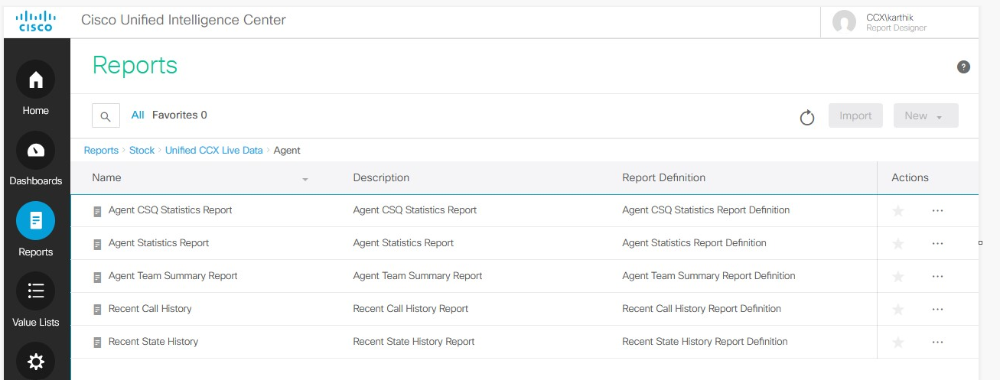 CISCO
Cisco Unified Intelligence Center
CCX\karthik
Report Designer
Home
Dashboards
Reports
Value Lists
Reports
?
All Favorites 0
Import New
Reports > Stock > Unified CCX Live Data > Agent
Name Description Report Definition Actions
Agent CSQ Statistics Report Agent CSQ Statistics Report Agent CSQ Statistics Report Definition
Agent Statistics Report Agent Statistics Report Agent Statistics Report Definition
Agent Team Summary Report Agent Team Summary Report Agent Team Summary Report Definition
Recent Call History Recent Call History Report Recent Call History Report Definition
Recent State History Recent State History Report Recent State History Report Definition